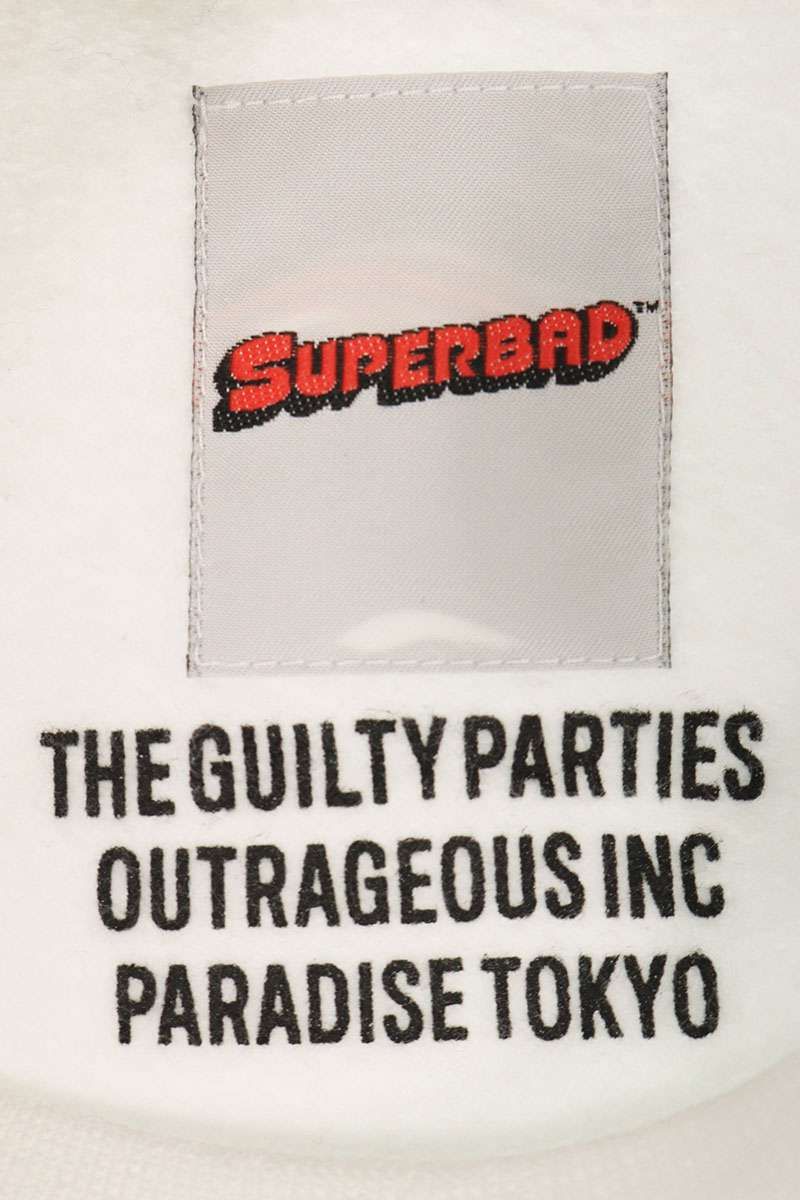 SUPERBAD™
THE GUILTY PARTIES
OUTRAGEOUS INC
PARADISE TOKYO